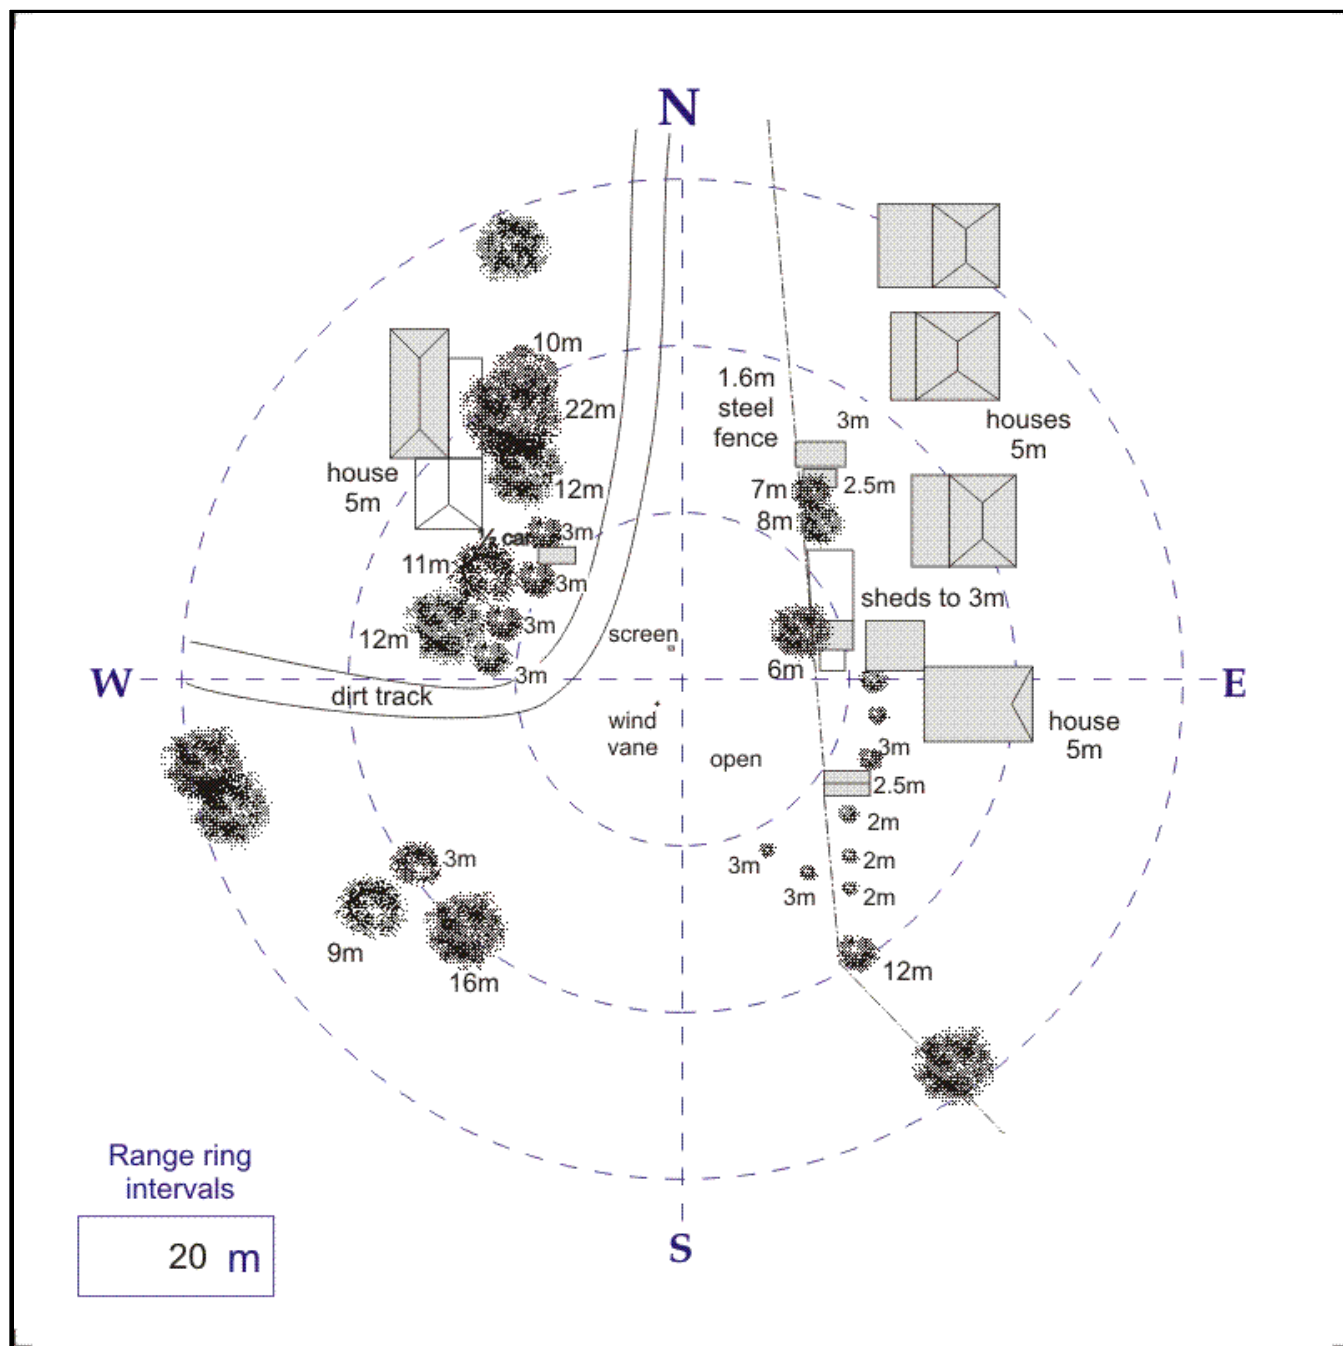 N
10m
1.6m
steel
fence
22m
3m
houses
5m
house
5m
12m
7m
2.5m
8m
½ car
3m
11m
3m
sheds to 3m
12m
3m
screen
6m
3m
W
E
dirt track
wind
vane
open
house
5m
3m
2.5m
2m
3m
3m
2m
3m
2m
9m
16m
12m
Range ring
intervals
20 m
S